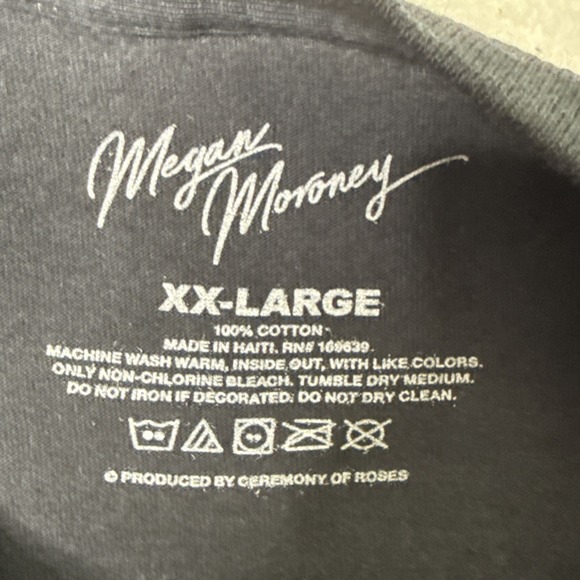 Megan
Moroney
XX-LARGE
100% COTTON
MADE IN HAITI. RN# 169639
MACHINE WASH WARM, INSIDE OUT, WITH LIKE COLORS.
ONLY NON-CHLORINE BLEACH. TUMBLE DRY MEDIUM.
DO NOT IRON IF DECORATED. DO NOT DRY CLEAN.
© PRODUCED BY CEREMONY OF ROSES